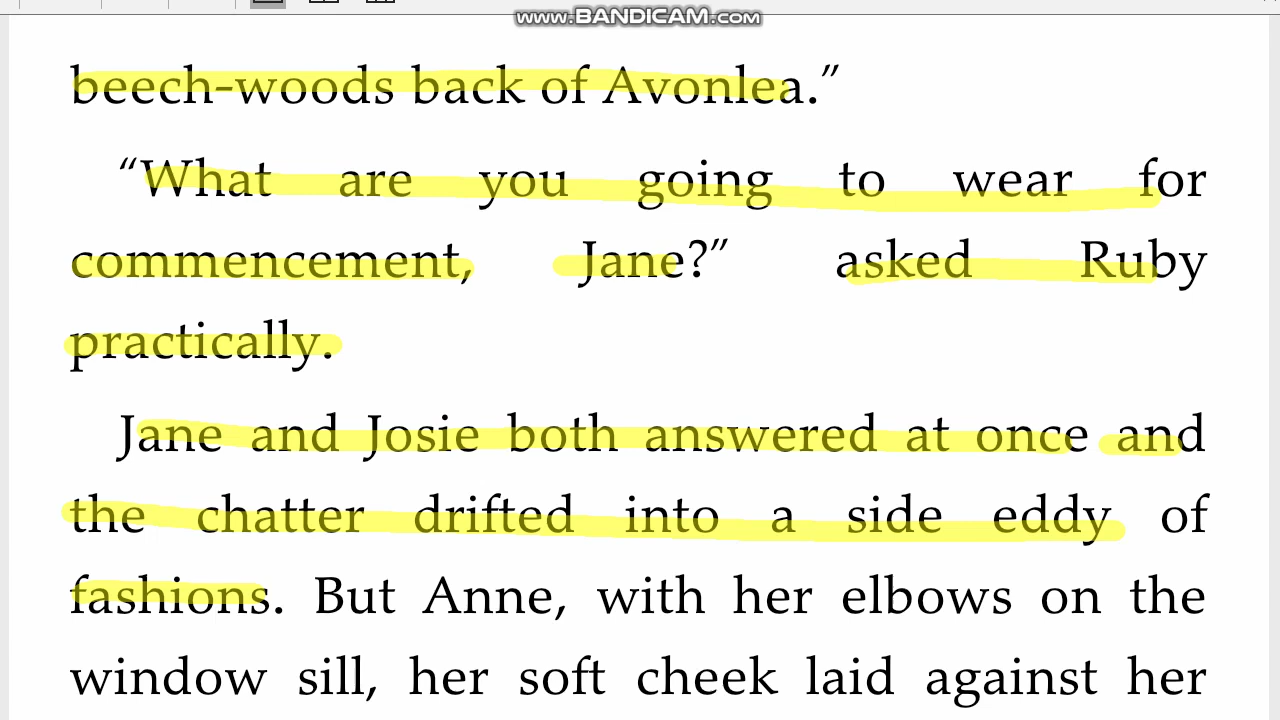 www.BANDICAM.com
beech-woods back of Avonlea.”
“What are you going to wear for
commencement, Jane?” asked Ruby
practically.
Jane and Josie both answered at once and
the chatter drifted into a side eddy of
fashions. But Anne, with her elbows on the
window sill, her soft cheek laid against her